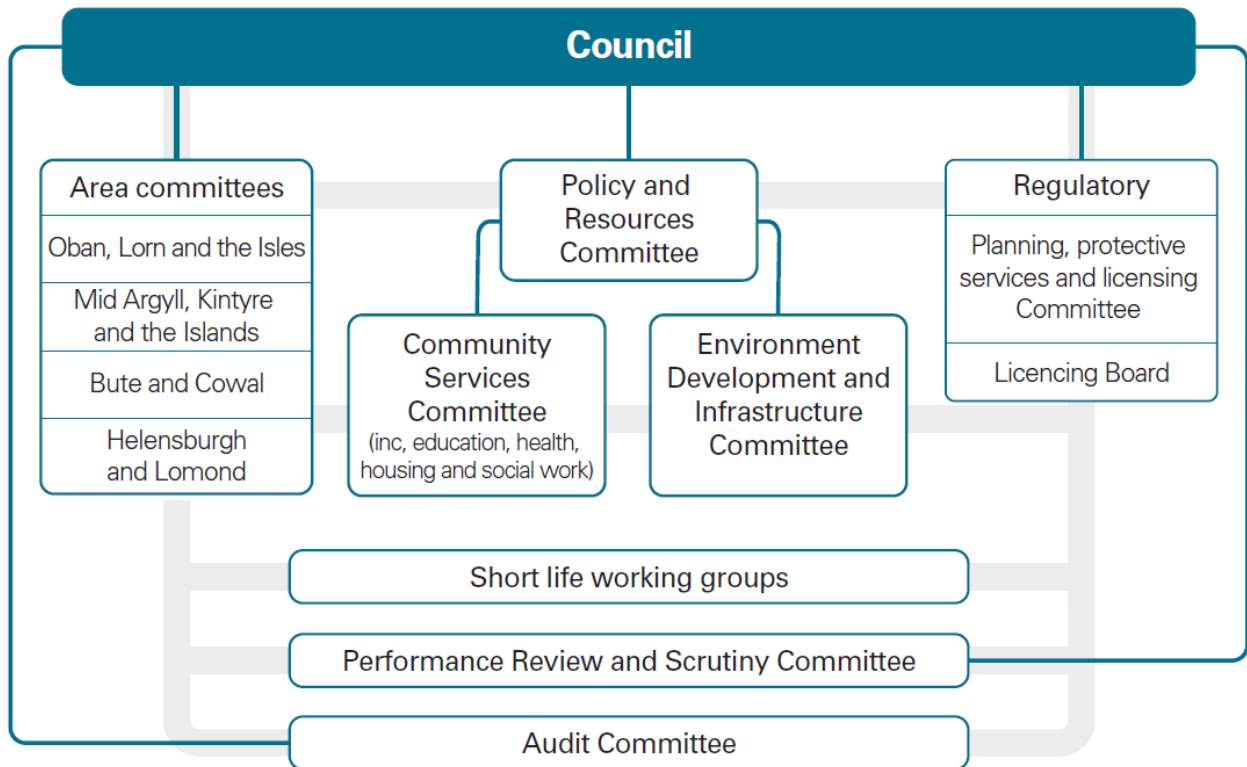 Council
Area committees
Oban, Lorn and the Isles
Mid Argyll, Kintyre
and the Islands
Bute and Cowal
Helensburgh
and Lomond
Policy and
Resources
Committee
Community
Services
Committee
(inc, education, health,
housing and social work)
Environment
Development and
Infrastructure
Committee
Regulatory
Planning, protective
services and licensing
Committee
Licencing Board
Short life working groups
Performance Review and Scrutiny Committee
Audit Committee